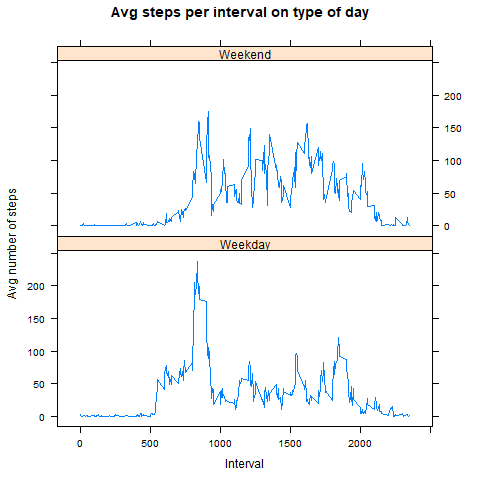 Avg steps per interval on type of day
Weekend
200
150
100
50
0
Weekday
200
150
100
50
0
0 500 1000 1500 2000
Interval
Avg number of steps